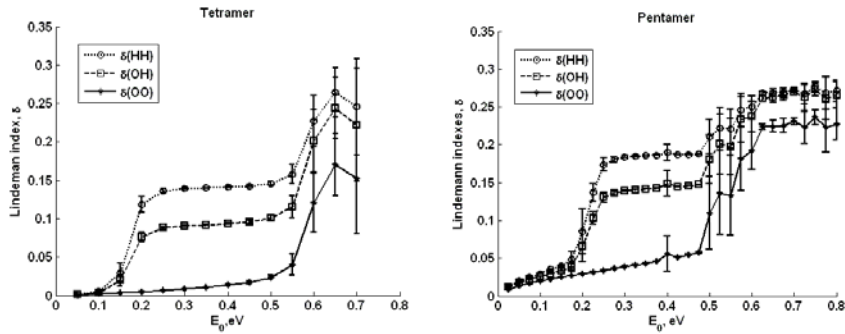 Tetramer
0.35
0.3
0.25
0.2
0.15
0.1
0.05
0
Lindeman index, δ
δ(HH)
δ(OH)
δ(OO)
0 0.1 0.2 0.3 0.4 0.5 0.6 0.7 0.8
E₀, eV
Pentamer
0.35
0.3
0.25
0.2
0.15
0.1
0.05
0
Lindemann indexes, δ
δ(HH)
δ(OH)
δ(OO)
0 0.1 0.2 0.3 0.4 0.5 0.6 0.7 0.8
E₀, eV